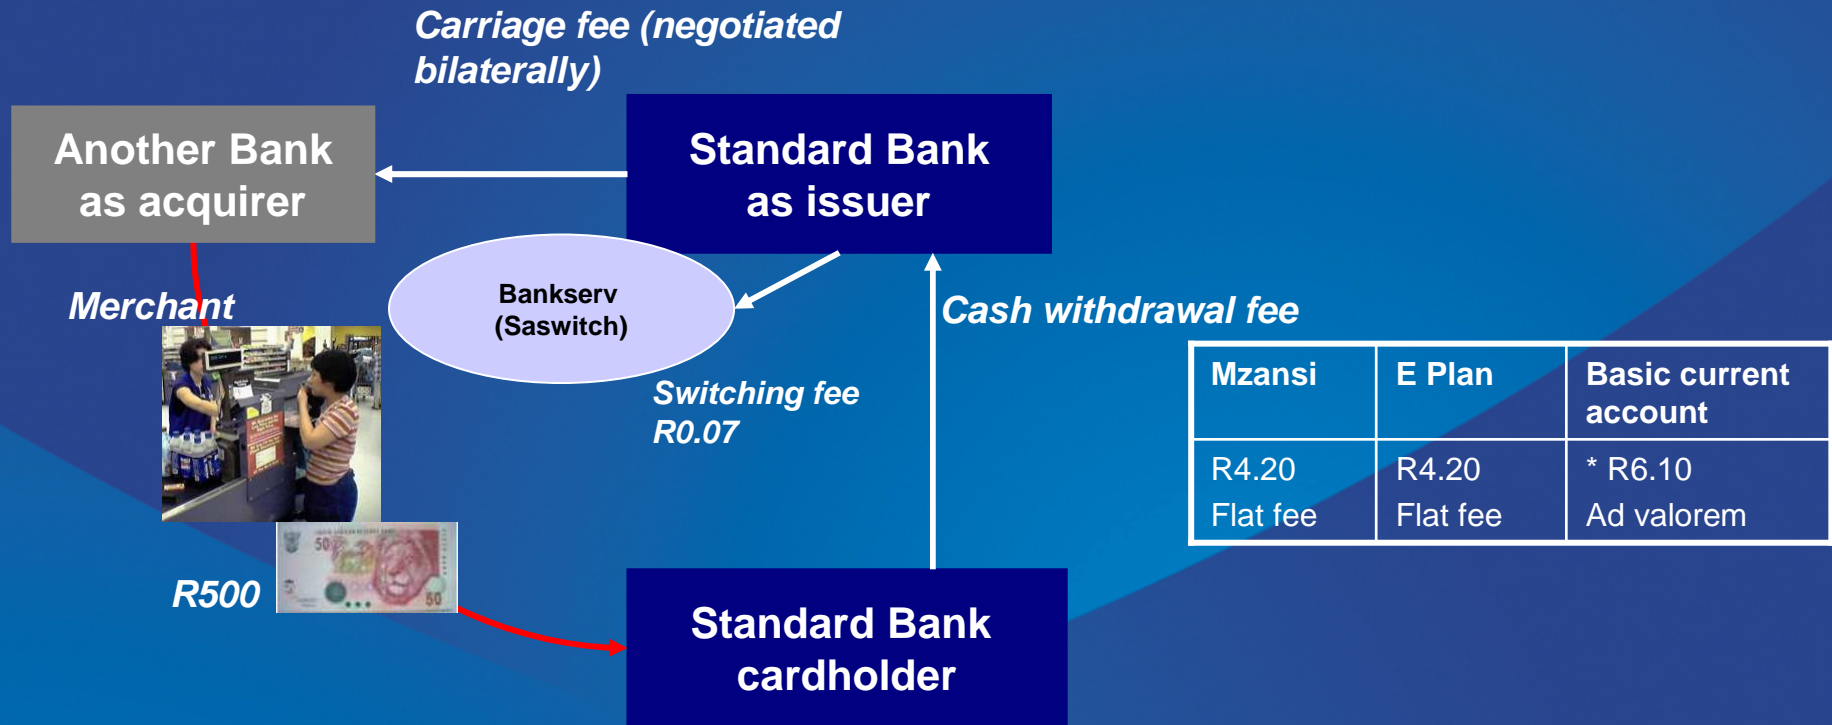 Carriage fee (negotiated
bilaterally)
Another Bank
as acquirer
Standard Bank
as issuer
Bankserv
(Saswitch)
Merchant
Cash withdrawal fee
Switching fee
R0.07
Mzansi
E Plan
Basic current
account
R4.20
Flat fee
R4.20
Flat fee
* R6.10
Ad valorem
R500
50
50
Standard Bank
cardholder